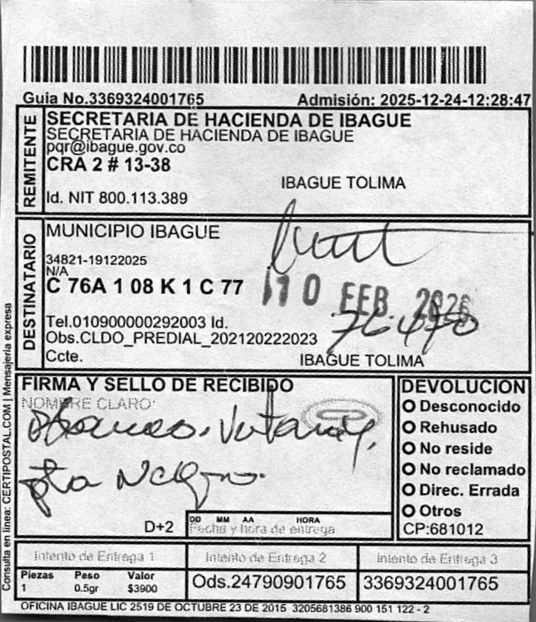 Guia No.3369324001765
Admisión: 2025-12-24-12:28:47
REMITENTE
SECRETARIA DE HACIENDA DE IBAGUE
SECRETARIA DE HACIENDA DE IBAGUE
pqr@ibague.gov.co
CRA 2 # 13-38
IBAGUE TOLIMA
Id. NIT 800.113.389
DESTINATARIO
MUNICIPIO IBAGUE
34821-19122025
N/A
C 76A 1 08 K 1 C 77
10 FEB 2026
Tel.010900000292003 Id.
Obs.CLDO_PREDIAL_202120222023
Ccte.
IBAGUE TOLIMA
FIRMA Y SELLO DE RECIBIDO
NOMBRE CLARO:
Blanco. Ventanas,
pta Negro.
D+2
DD MM AA HORA
Fecha y hora de entrega
DEVOLUCION
Desconocido
Rehusado
No reside
No reclamado
Direc. Errada
Otros
CP:681012
Intento de Entrega 1
Intento de Entrega 2
Intento de Entrega 3
Piezas Peso Valor
1 0.5gr $3900
Ods.24790901765
3369324001765
OFICINA IBAGUE LIC 2519 DE OCTUBRE 23 DE 2015 3205681386 900 151 122 - 2
Consulta en línea: CERTIPOSTAL.COM | Mensajería expresa